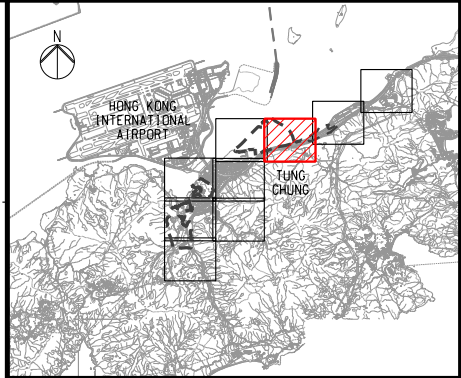 N
HONG KONG
INTERNATIONAL
AIRPORT
TUNG
CHUNG